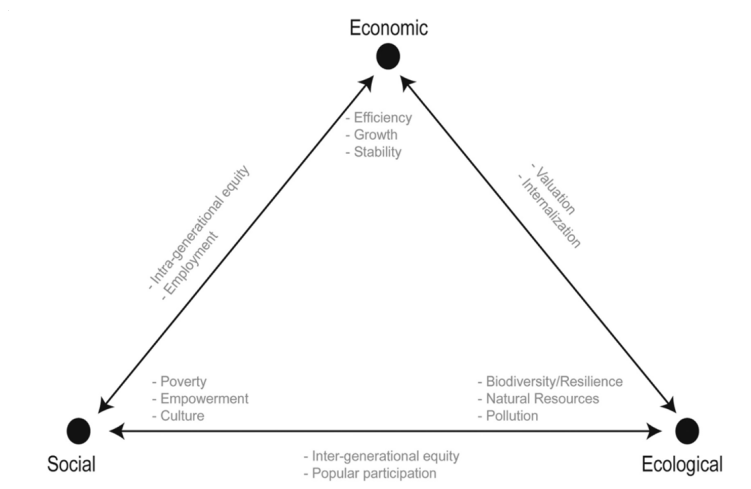 Economic
- Efficiency
- Growth
- Stability
- Intra-generational equity
- Employment
- Valuation
- Internalization
- Poverty
- Empowerment
- Culture
- Biodiversity/Resilience
- Natural Resources
- Pollution
Social
- Inter-generational equity
- Popular participation
Ecological